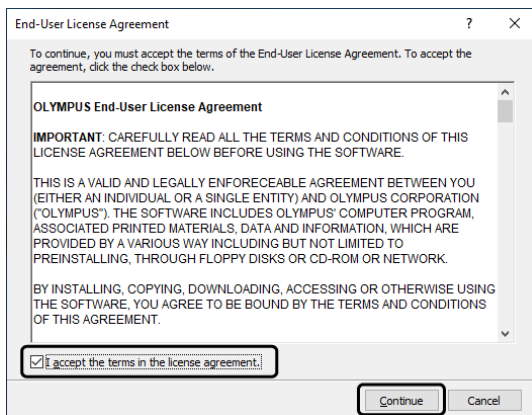 End-User License Agreement
To continue, you must accept the terms of the End-User License Agreement. To accept the
agreement, click the check box below.
OLYMPUS End-User License Agreement
IMPORTANT: CAREFULLY READ ALL THE TERMS AND CONDITIONS OF THIS
LICENSE AGREEMENT BELOW BEFORE USING THE SOFTWARE.
THIS IS A VALID AND LEGALLY ENFORECEABLE AGREEMENT BETWEEN YOU
(EITHER AN INDIVIDUAL OR A SINGLE ENTITY) AND OLYMPUS CORPORATION
("OLYMPUS"). THE SOFTWARE INCLUDES OLYMPUS' COMPUTER PROGRAM,
ASSOCIATED PRINTED MATERIALS, DATA AND INFORMATION, WHICH ARE
PROVIDED BY A VARIOUS WAY INCLUDING BUT NOT LIMITED TO
PREINSTALLING, THROUGH FLOPPY DISKS OR CD-ROM OR NETWORK.
BY INSTALLING, COPYING, DOWNLOADING, ACCESSING OR OTHERWISE USING
THE SOFTWARE, YOU AGREE TO BE BOUND BY THE TERMS AND CONDITIONS
OF THIS AGREEMENT.
I accept the terms in the license agreement.
Continue
Cancel